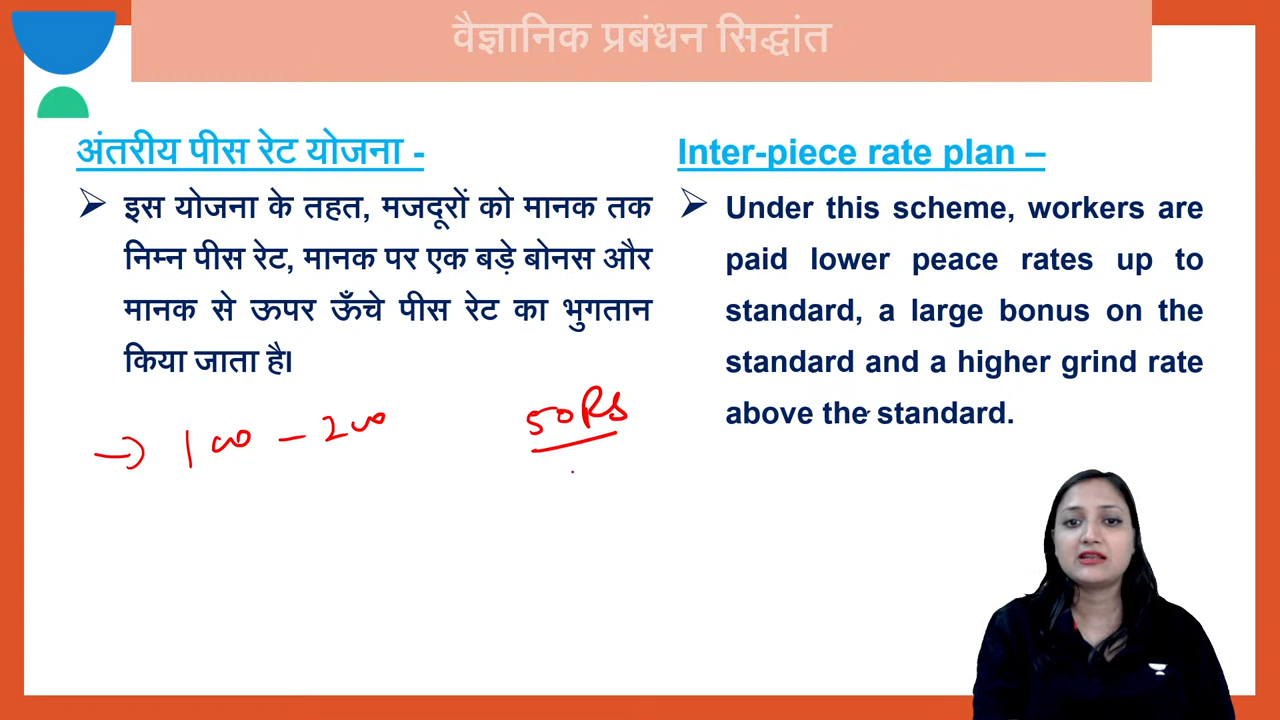 वैज्ञानिक प्रबंधन सिद्धांत
अंतरीय पीस रेट योजना -
इस योजना के तहत, मजदूरों को मानक तक
निम्न पीस रेट, मानक पर एक बड़े बोनस और
मानक से ऊपर ऊँचे पीस रेट का भुगतान
किया जाता है।
→ 100 - 200
50 Rs
Inter-piece rate plan –
Under this scheme, workers are
paid lower peace rates up to
standard, a large bonus on the
standard and a higher grind rate
above the standard.